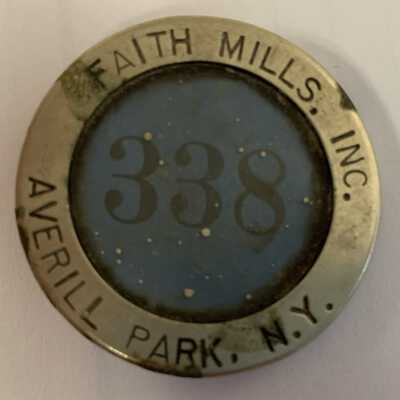 FAITH MILLS, INC.
338
AVERILL PARK, N.Y.